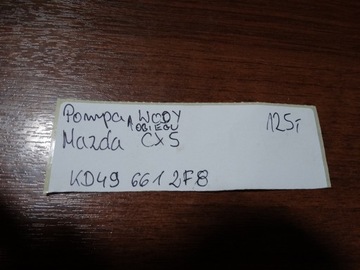 Pompa WODY
OBIEGU
Mazda CX5
125,-
KD49 661 2F8